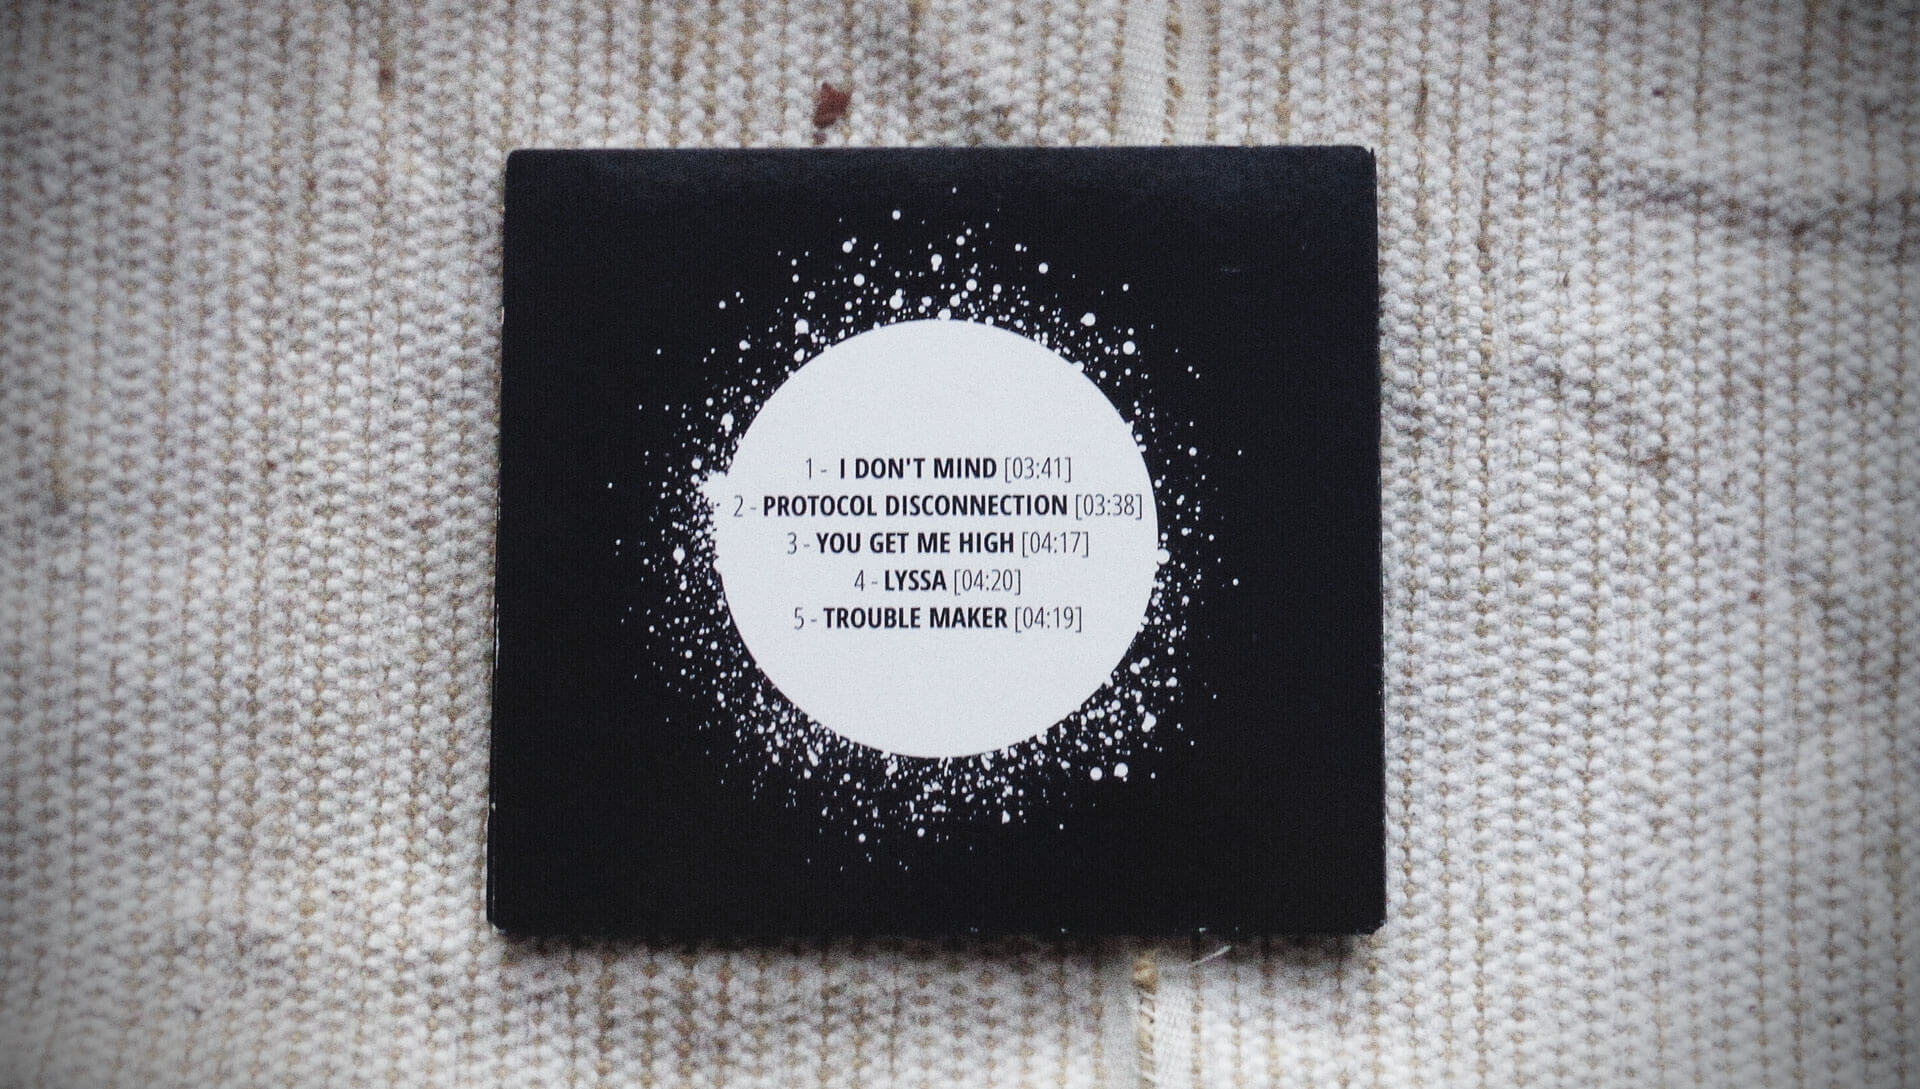 1 - I DON'T MIND [03:41]
2 - PROTOCOL DISCONNECTION [03:38]
3 - YOU GET ME HIGH [04:17]
4 - LYSSA [04:20]
5 - TROUBLE MAKER [04:19]